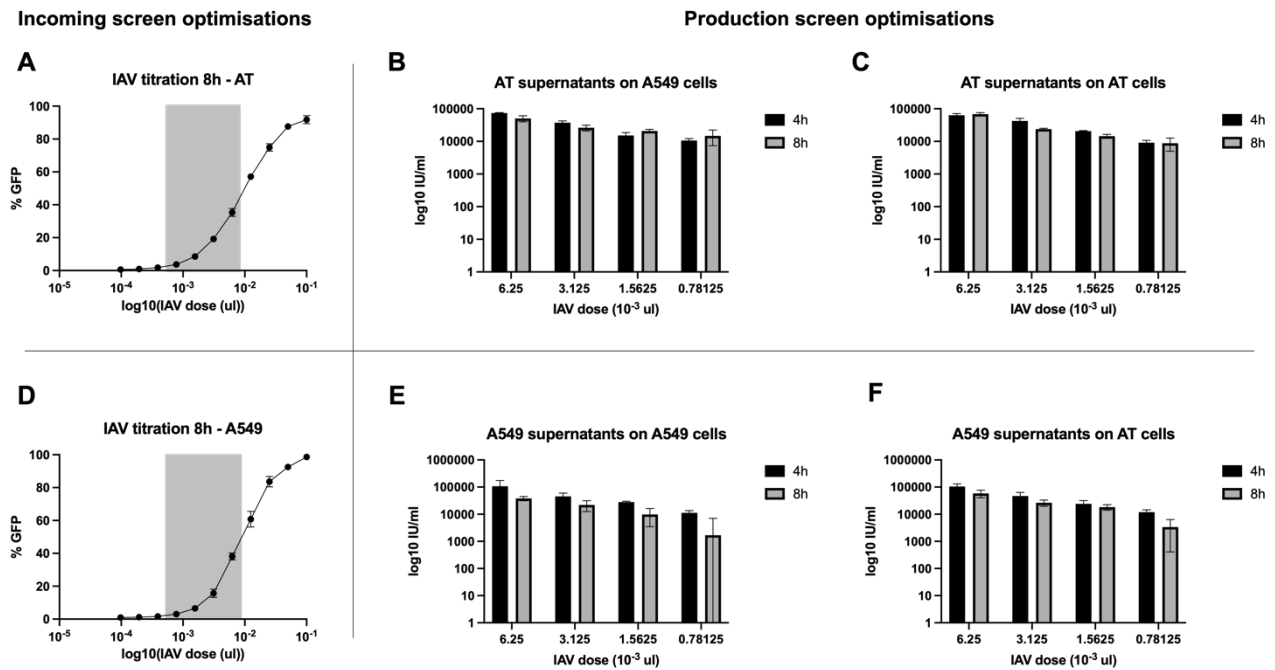 Incoming screen optimisations
Production screen optimisations
A
IAV titration 8h - AT
100
80
60
40
20
0
% GFP
10-5
10-4
10-3
10-2
10-1
log10(IAV dose (ul))
B
AT supernatants on A549 cells
100000
10000
1000
100
10
1
log10 IU/ml
6.25
3.125
1.5625
0.78125
IAV dose (10-3 ul)
4h
8h
C
AT supernatants on AT cells
100000
10000
1000
100
10
1
log10 IU/ml
6.25
3.125
1.5625
0.78125
IAV dose (10-3 ul)
4h
8h
D
IAV titration 8h - A549
100
80
60
40
20
0
% GFP
10-5
10-4
10-3
10-2
10-1
log10(IAV dose (ul))
E
A549 supernatants on A549 cells
1000000
100000
10000
1000
100
10
1
log10 IU/ml
6.25
3.125
1.5625
0.78125
IAV dose (10-3 ul)
4h
8h
F
A549 supernatants on AT cells
1000000
100000
10000
1000
100
10
1
log10 IU/ml
6.25
3.125
1.5625
0.78125
IAV dose (10-3 ul)
4h
8h